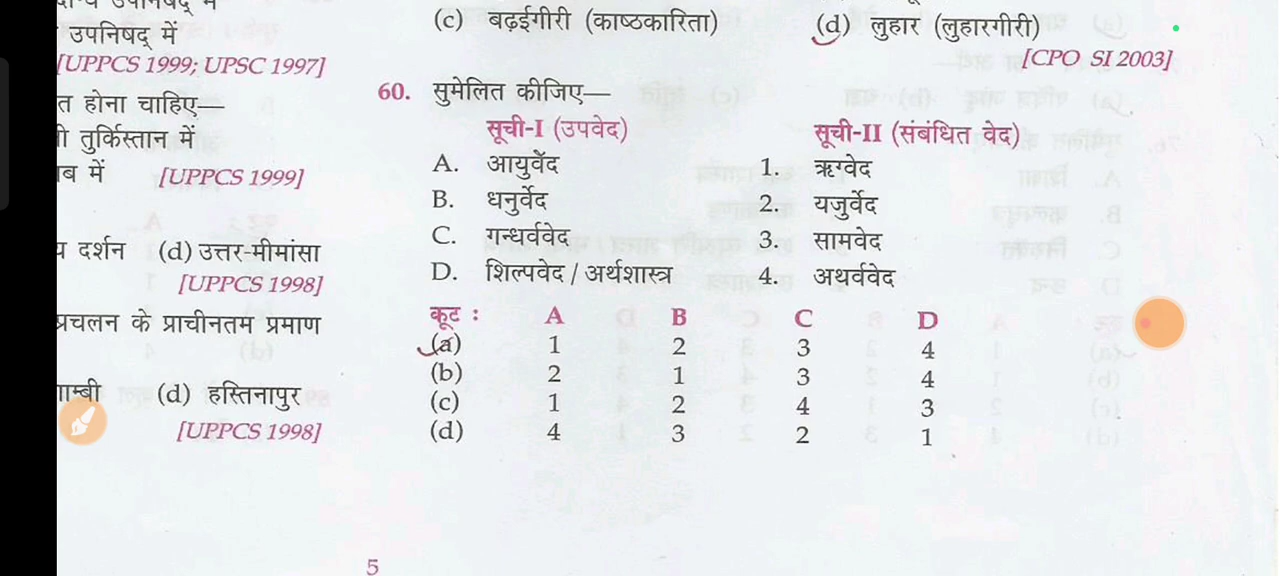 उपनिषद् में
[UPPCS 1999; UPSC 1997]
त होना चाहिए—
ी तुर्किस्तान में
ब में [UPPCS 1999]
य दर्शन (d) उत्तर-मीमांसा
[UPPCS 1998]
प्रचलन के प्राचीनतम प्रमाण
शाम्बी (d) हस्तिनापुर
[UPPCS 1998]
(c) बढ़ईगीरी (काष्ठकारिता) (d) लुहार (लुहारगीरी)
[CPO SI 2003]
60. सुमेलित कीजिए—
सूची-I (उपवेद) सूची-II (संबंधित वेद)
A. आयुर्वेद 1. ऋग्वेद
B. धनुर्वेद 2. यजुर्वेद
C. गन्धर्ववेद 3. सामवेद
D. शिल्पवेद / अर्थशास्त्र 4. अथर्ववेद
कूट : A B C D
(a) 1 2 3 4
(b) 2 1 3 4
(c) 1 2 4 3
(d) 4 3 2 1
5